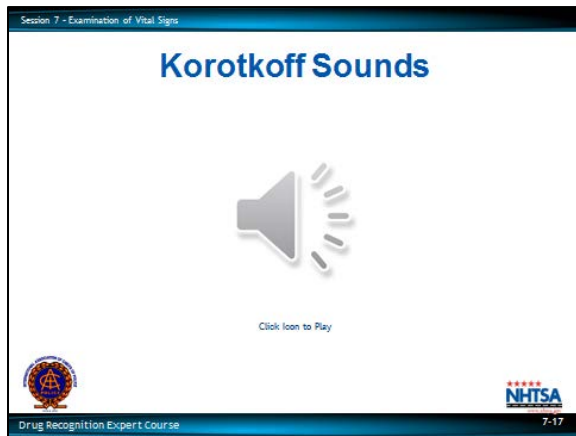 Session 7 - Examination of Vital Signs
Korotkoff Sounds
Click Icon to Play
NHTSA
Drug Recognition Expert Course
7-17